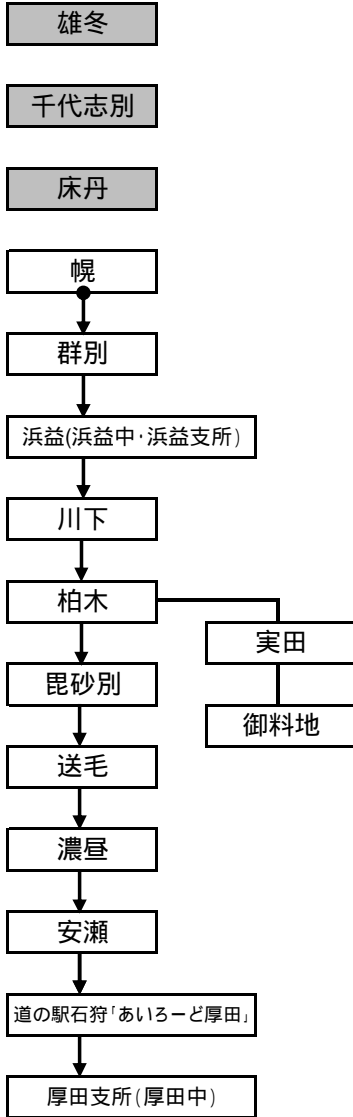 雄冬
千代志別
床丹
幌
群別
浜益(浜益中･浜益支所)
川下
柏木
実田
毘砂別
御料地
送毛
濃昼
安瀬
道の駅石狩｢あいろーど厚田｣
厚田支所(厚田中)